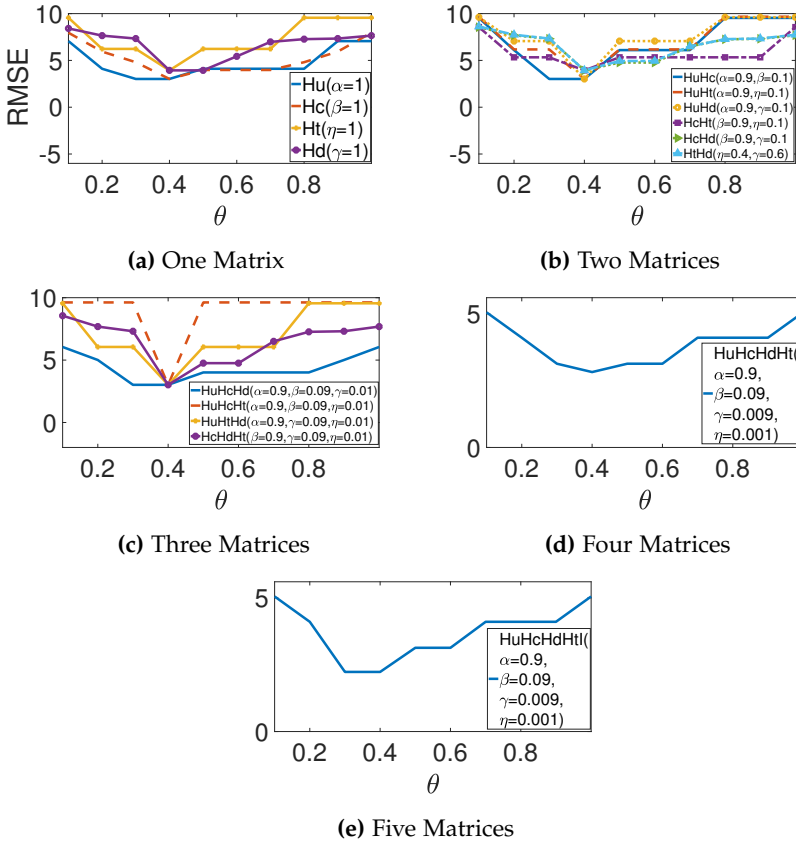 10
5
0
-5
RMSE
0.2 0.4 0.6 0.8
θ
Hu(α=1)
Hc(β=1)
Ht(η=1)
Hd(γ=1)
(a) One Matrix
10
5
0
-5
0.2 0.4 0.6 0.8
θ
HuHc(α=0.9,β=0.1)
HuHt(α=0.9,η=0.1)
HuHd(α=0.9,γ=0.1)
HcHt(β=0.9,η=0.1)
HcHd(β=0.9,γ=0.1
HtHd(η=0.4,γ=0.6)
(b) Two Matrices
10
5
0
0.2 0.4 0.6 0.8
θ
HuHcHd(α=0.9,β=0.09,γ=0.01)
HuHcHt(α=0.9,β=0.09,η=0.01)
HuHtHd(α=0.9,γ=0.09,η=0.01)
HcHdHt(β=0.9,γ=0.09,η=0.01)
(c) Three Matrices
5
0
0.2 0.4 0.6 0.8
θ
HuHcHdHt(
α=0.9,
β=0.09,
γ=0.009,
η=0.001)
(d) Four Matrices
5
0
0.2 0.4 0.6 0.8
θ
HuHcHdHtI(
α=0.9,
β=0.09,
γ=0.009,
η=0.001)
(e) Five Matrices